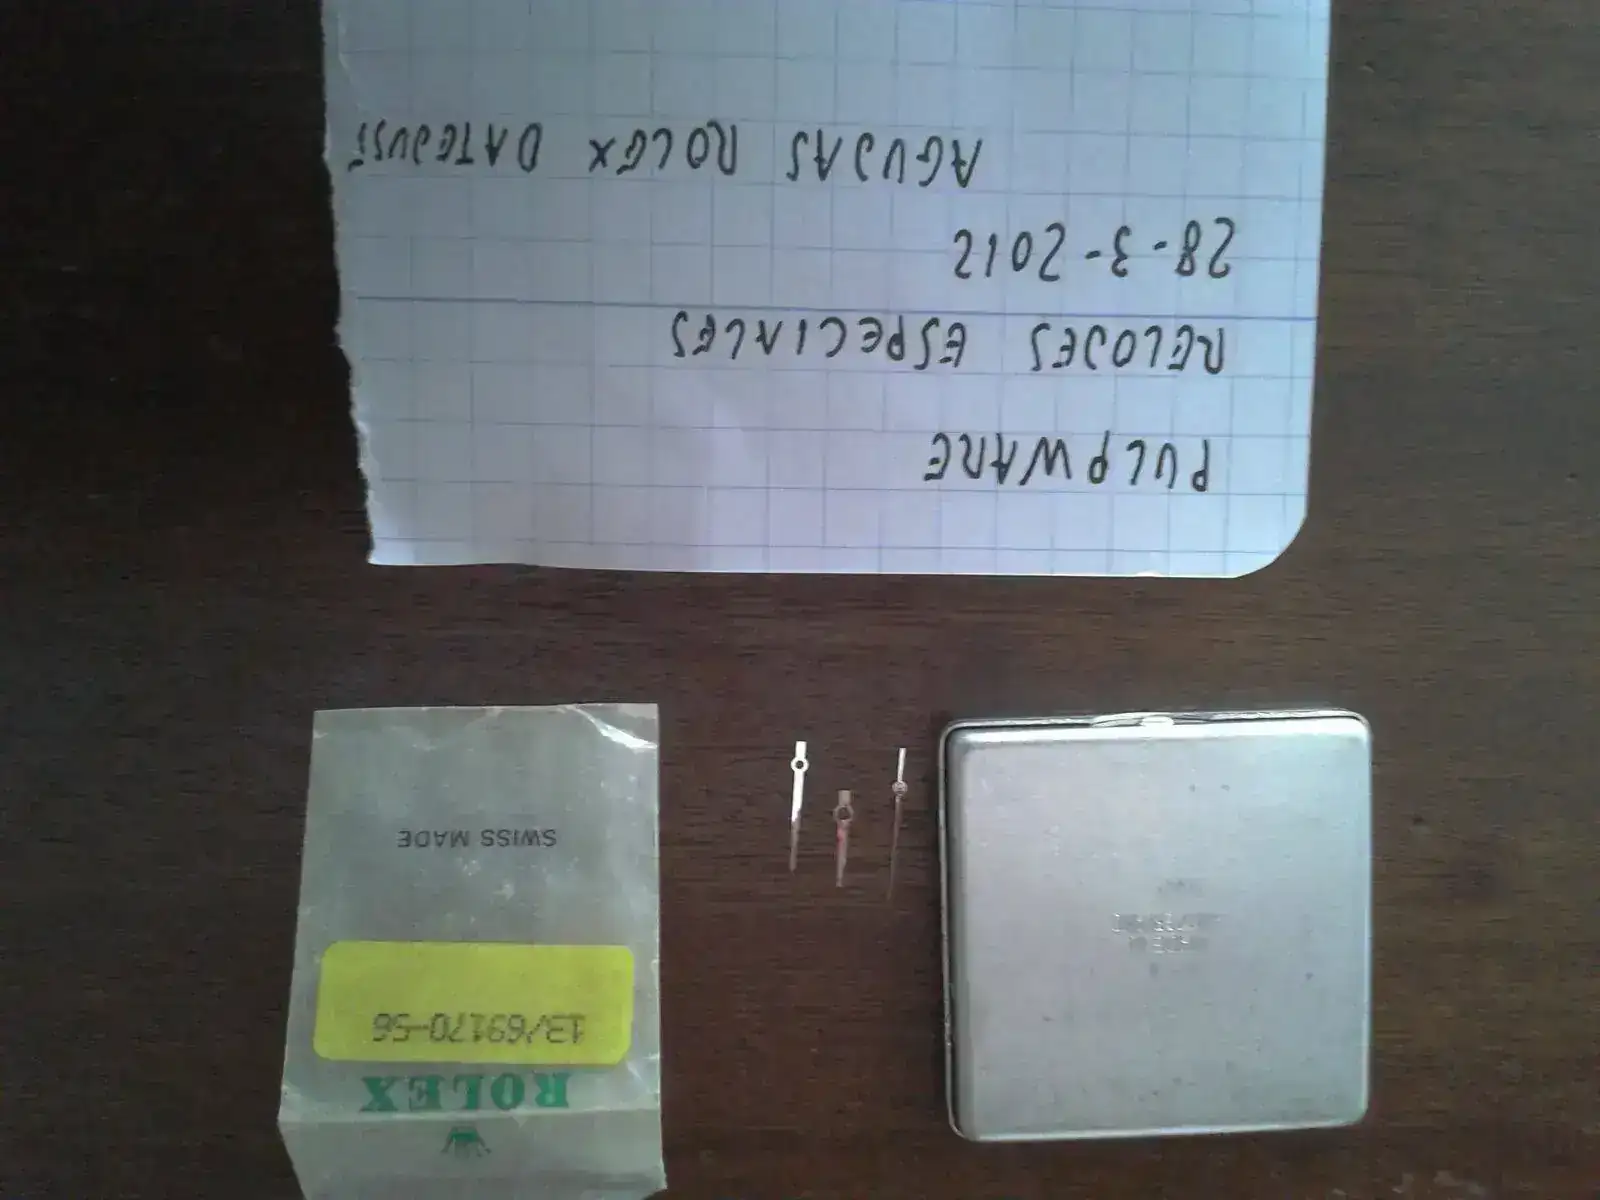 PULPWARE
RELOJES ESPECIALES
28-3-2012
AGUJAS ROLEX DATEJUST
ROLEX
13/69170-56
SWISS MADE